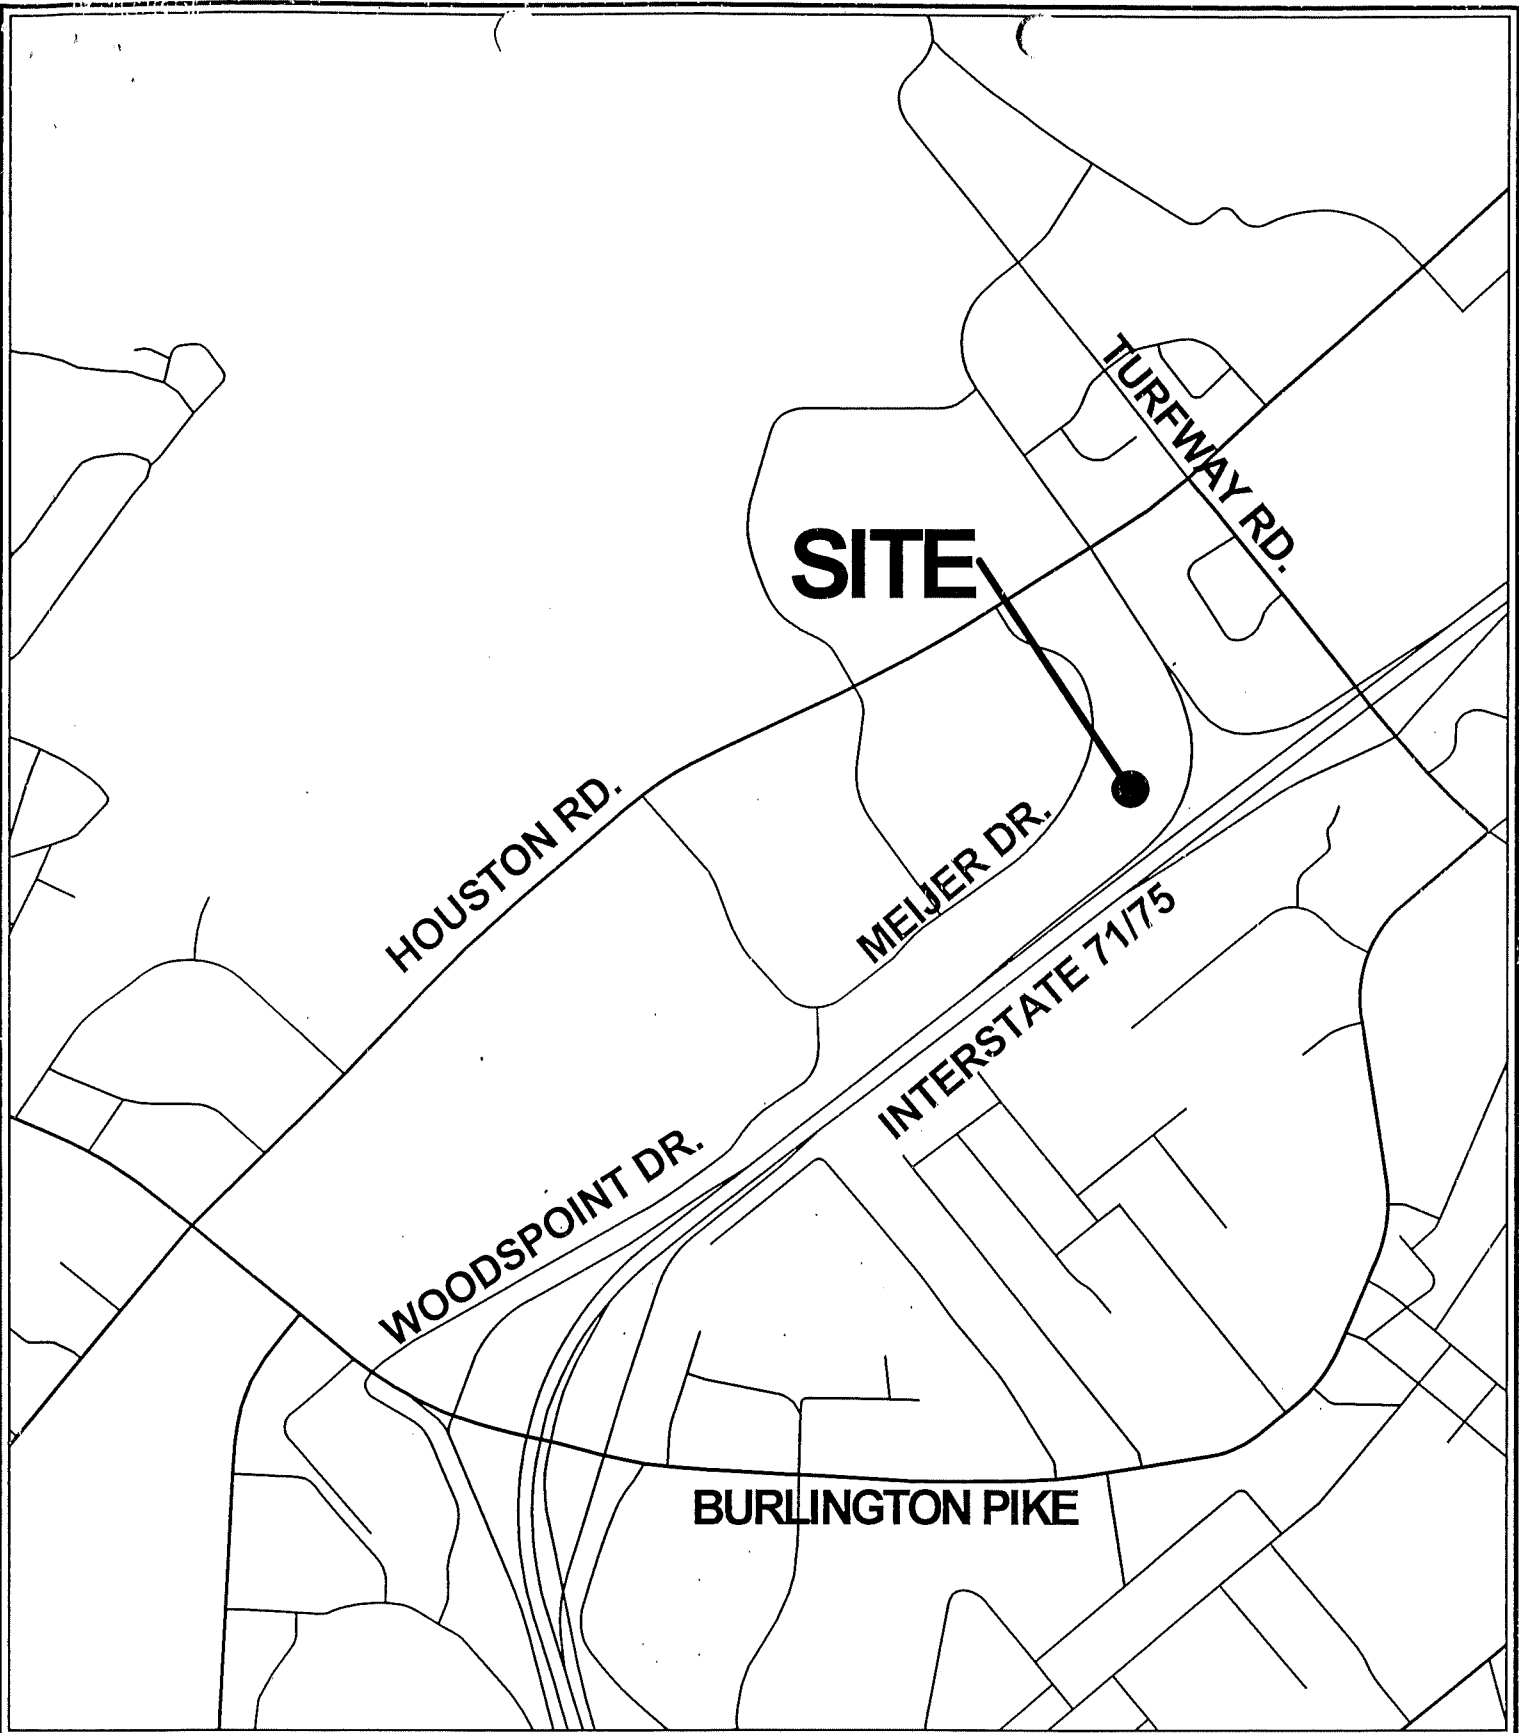 TURFWAY RD.
SITE
HOUSTON RD.
MEIJER DR.
INTERSTATE 71/75
WOODSPOINT DR.
BURLINGTON PIKE